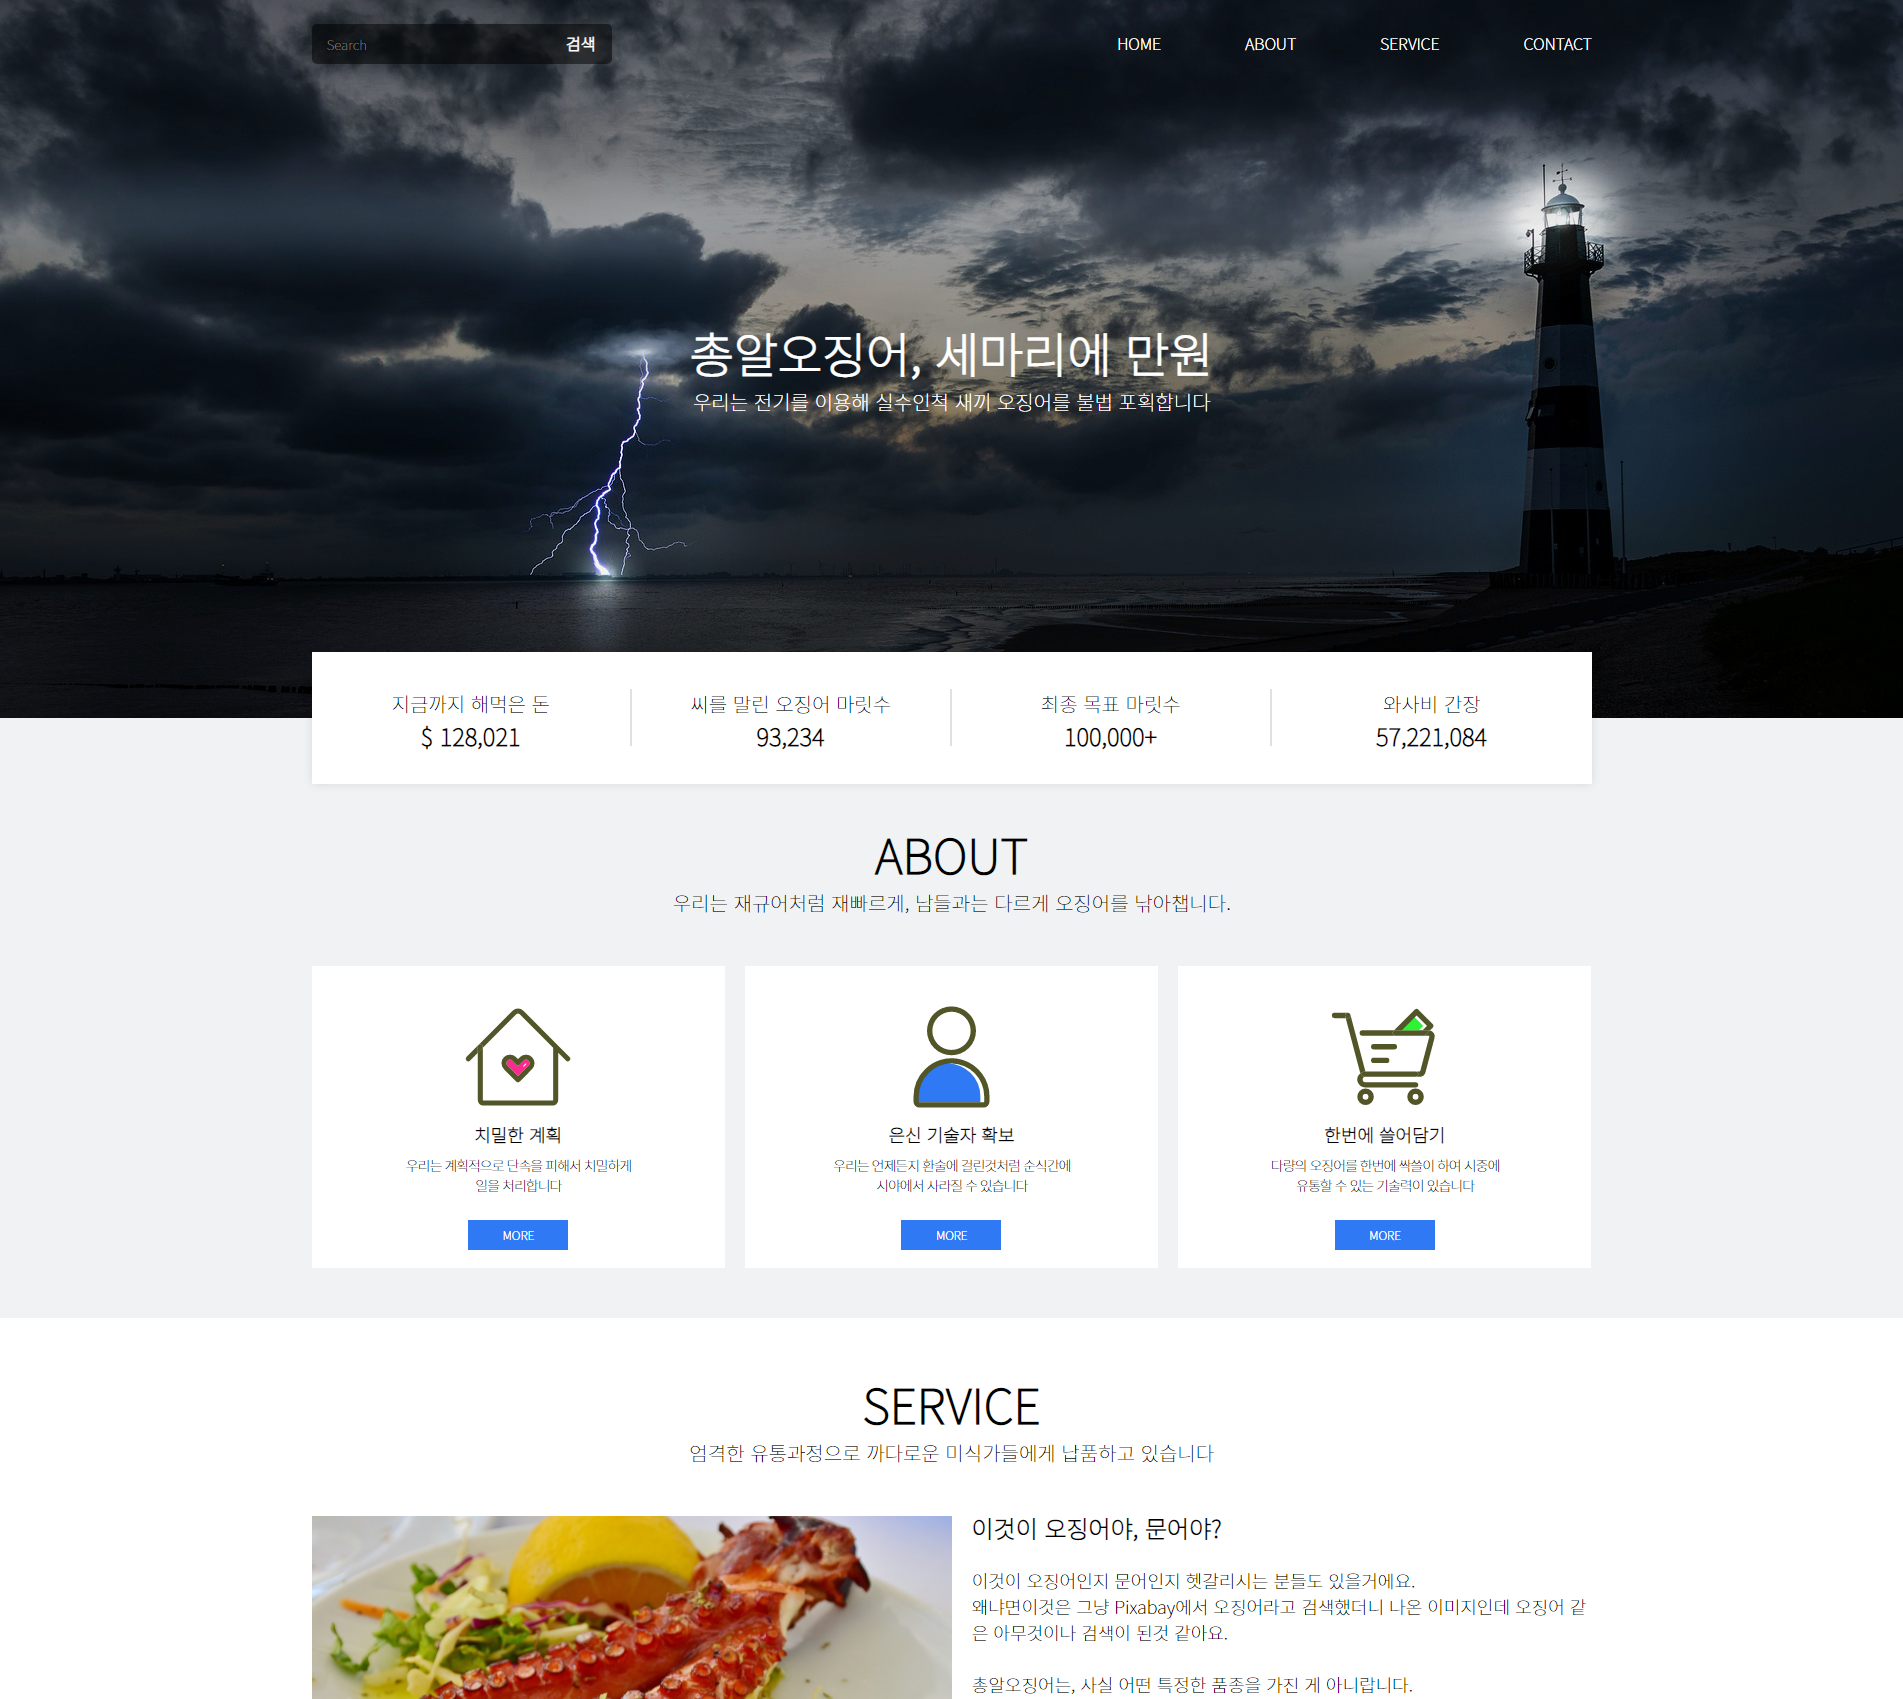 Search
검색
HOME
ABOUT
SERVICE
CONTACT
총알오징어, 세마리에 만원
우리는 전기를 이용해 실수인척 새끼 오징어를 불법 포획합니다
지금까지 해먹은 돈
$ 128,021
씨를 말린 오징어 마릿수
93,234
최종 목표 마릿수
100,000+
와사비 간장
57,221,084
ABOUT
우리는 재규어처럼 재빠르게, 남들과는 다르게 오징어를 낚아챕니다.
치밀한 계획
우리는 계획적으로 단속을 피해서 치밀하게
일을 처리합니다
MORE
은신 기술자 확보
우리는 언제든지 환술에 걸린것처럼 순식간에
시야에서 사라질 수 있습니다
MORE
한번에 쓸어담기
다량의 오징어를 한번에 싹쓸이 하여 시중에
유통할 수 있는 기술력이 있습니다
MORE
SERVICE
엄격한 유통과정으로 까다로운 미식가들에게 납품하고 있습니다
이것이 오징어야, 문어야?
이것이 오징어인지 문어인지 헷갈리시는 분들도 있을거에요.
왜냐면이것은 그냥 Pixabay에서 오징어라고 검색했더니 나온 이미지인데 오징어 같
은 아무것이나 검색이 된것 같아요.
총알오징어는, 사실 어떤 특정한 품종을 가진 게 아니랍니다.